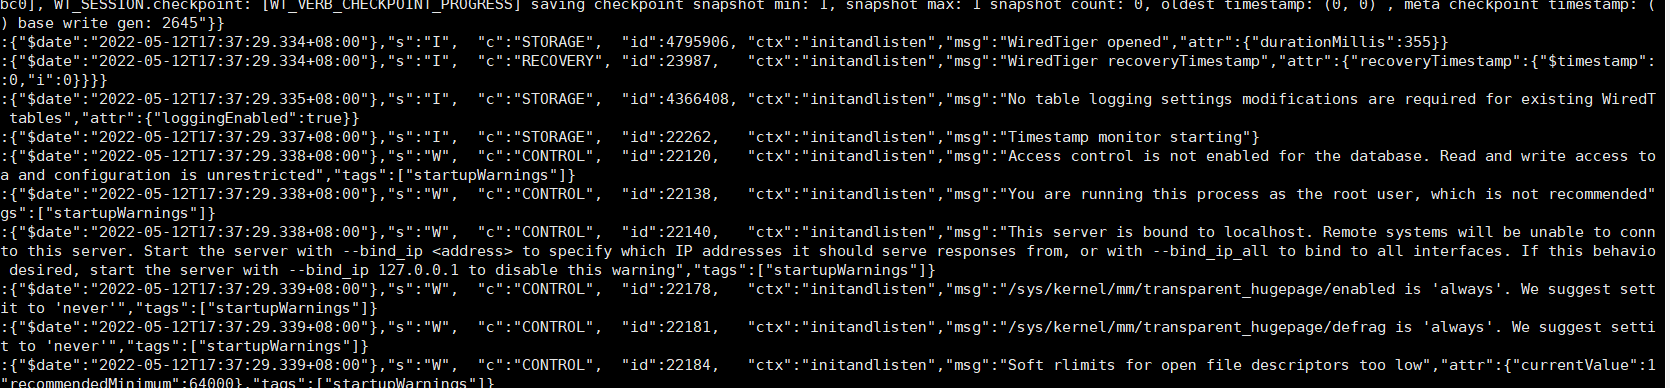 bc0], WT_SESSION.checkpoint: [WT_VERB_CHECKPOINT_PROGRESS] saving checkpoint snapshot min: 1, snapshot max: 1 snapshot count: 0, oldest timestamp: (0, 0) , meta checkpoint timestamp: (
) base write gen: 2645"}}
:{"$date":"2022-05-12T17:37:29.334+08:00"},"s":"I",  "c":"STORAGE",  "id":4795906, "ctx":"initandlisten","msg":"WiredTiger opened","attr":{"durationMillis":355}}
:{"$date":"2022-05-12T17:37:29.334+08:00"},"s":"I",  "c":"RECOVERY", "id":23987,   "ctx":"initandlisten","msg":"WiredTiger recoveryTimestamp","attr":{"recoveryTimestamp":{"$timestamp":
:0,"i":0}}}}
:{"$date":"2022-05-12T17:37:29.335+08:00"},"s":"I",  "c":"STORAGE",  "id":4366408, "ctx":"initandlisten","msg":"No table logging settings modifications are required for existing WiredT
 tables","attr":{"loggingEnabled":true}}
:{"$date":"2022-05-12T17:37:29.337+08:00"},"s":"I",  "c":"STORAGE",  "id":22262,   "ctx":"initandlisten","msg":"Timestamp monitor starting"}
:{"$date":"2022-05-12T17:37:29.338+08:00"},"s":"W",  "c":"CONTROL",  "id":22120,   "ctx":"initandlisten","msg":"Access control is not enabled for the database. Read and write access to
a and configuration is unrestricted","tags":["startupWarnings"]}
:{"$date":"2022-05-12T17:37:29.338+08:00"},"s":"W",  "c":"CONTROL",  "id":22138,   "ctx":"initandlisten","msg":"You are running this process as the root user, which is not recommended"
gs":["startupWarnings"]}
:{"$date":"2022-05-12T17:37:29.338+08:00"},"s":"W",  "c":"CONTROL",  "id":22140,   "ctx":"initandlisten","msg":"This server is bound to localhost. Remote systems will be unable to conn
to this server. Start the server with --bind_ip <address> to specify which IP addresses it should serve responses from, or with --bind_ip_all to bind to all interfaces. If this behavio
 desired, start the server with --bind_ip 127.0.0.1 to disable this warning","tags":["startupWarnings"]}
:{"$date":"2022-05-12T17:37:29.339+08:00"},"s":"W",  "c":"CONTROL",  "id":22178,   "ctx":"initandlisten","msg":"/sys/kernel/mm/transparent_hugepage/enabled is 'always'. We suggest sett
it to 'never'","tags":["startupWarnings"]}
:{"$date":"2022-05-12T17:37:29.339+08:00"},"s":"W",  "c":"CONTROL",  "id":22181,   "ctx":"initandlisten","msg":"/sys/kernel/mm/transparent_hugepage/defrag is 'always'. We suggest setti
t to 'never'","tags":["startupWarnings"]}
:{"$date":"2022-05-12T17:37:29.339+08:00"},"s":"W",  "c":"CONTROL",  "id":22184,   "ctx":"initandlisten","msg":"Soft rlimits for open file descriptors too low","attr":{"currentValue":1
"recommendedMinimum":64000},"tags":["startupWarnings"]}